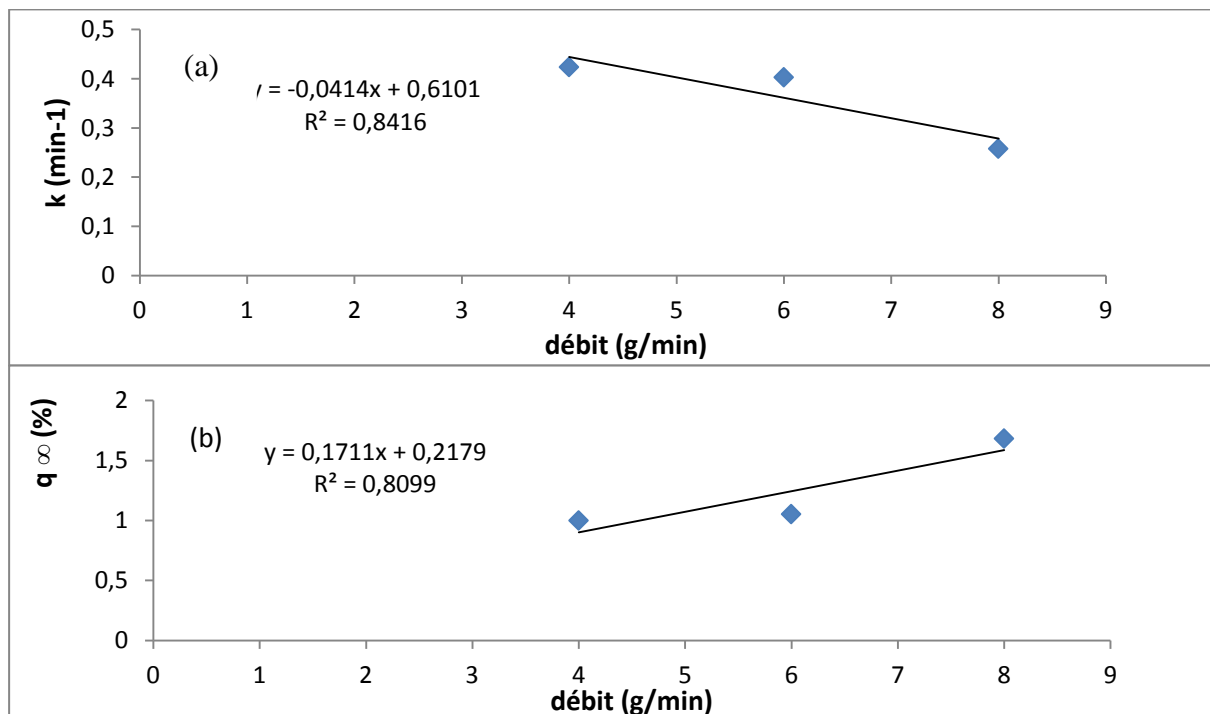 0,5
0,4
0,3
0,2
0,1
0
k (min-1)
(a)
y = -0,0414x + 0,6101
R² = 0,8416
0 1 2 3 4 5 6 7 8 9
débit (g/min)
2
1,5
1
0,5
0
q ∞ (%)
(b)
y = 0,1711x + 0,2179
R² = 0,8099
0 1 2 3 4 5 6 7 8 9
débit (g/min)